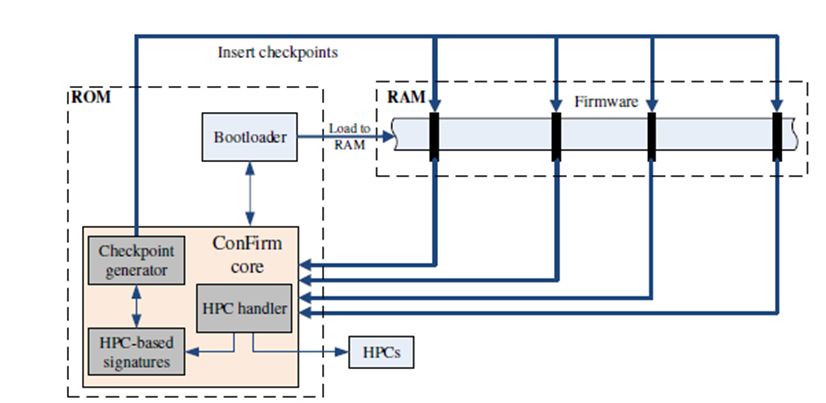 Insert checkpoints
ROM
RAM
Firmware
Bootloader
Load to
RAM
Checkpoint
generator
ConFirm
core
HPC handler
HPC-based
signatures
HPCs